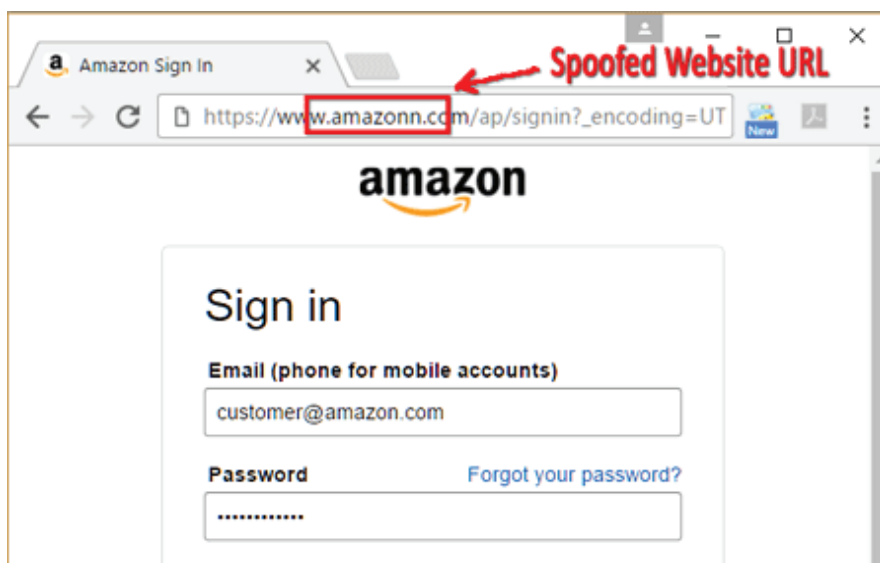 Amazon Sign In
Spoofed Website URL
https://www.amazonn.com/ap/signin?_encoding=UT
New
amazon
Sign in
Email (phone for mobile accounts)
customer@amazon.com
Password Forgot your password?
••••••••••••